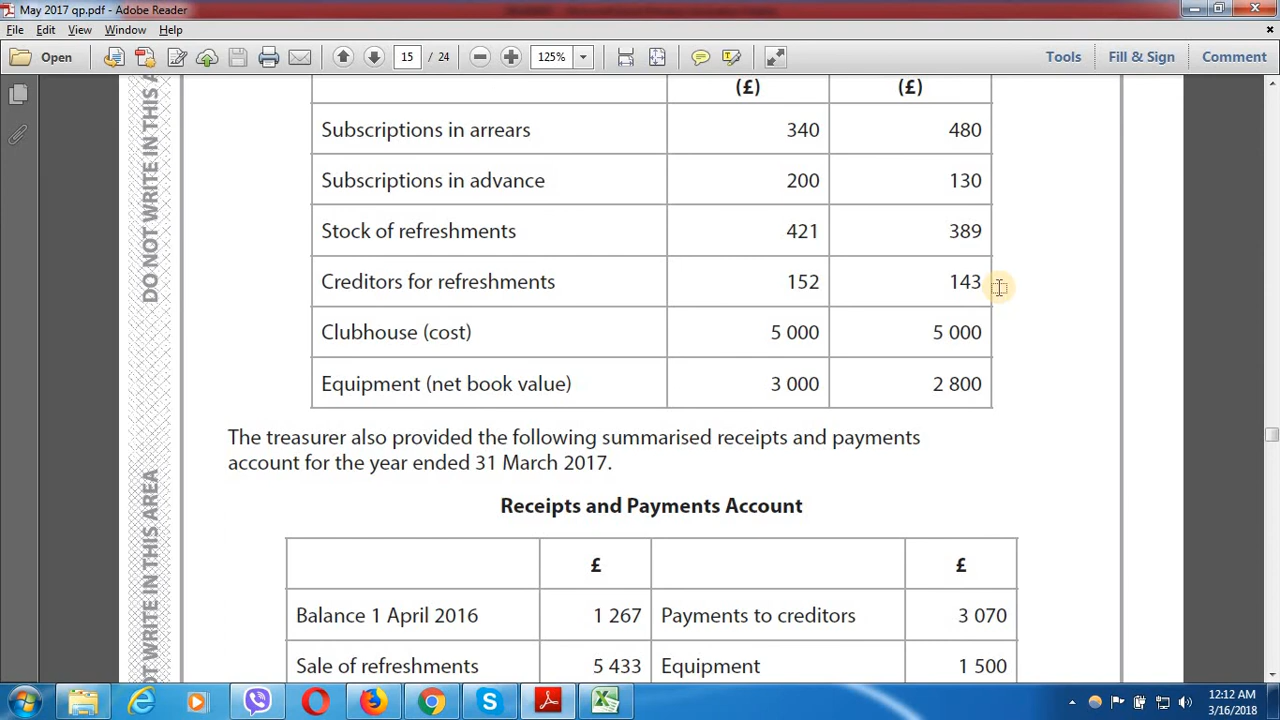 May 2017 qp.pdf - Adobe Reader
File Edit View Window Help
Open 15 / 24 125% Tools Fill & Sign Comment
(£) (£)
Subscriptions in arrears 340 480
Subscriptions in advance 200 130
Stock of refreshments 421 389
Creditors for refreshments 152 143
Clubhouse (cost) 5 000 5 000
Equipment (net book value) 3 000 2 800
The treasurer also provided the following summarised receipts and payments
account for the year ended 31 March 2017.
Receipts and Payments Account
£ £
Balance 1 April 2016 1 267 Payments to creditors 3 070
Sale of refreshments 5 433 Equipment 1 500
DO NOT WRITE IN THIS A
OT WRITE IN THIS AREA
12:12 AM
3/16/2018